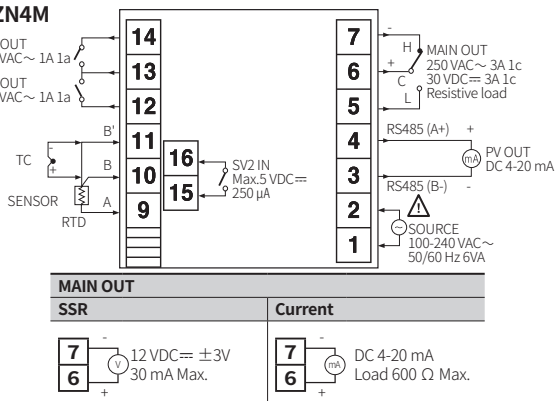 ZN4M
OUT
VAC～ 1A 1a
OUT
VAC～ 1A 1a
14
13
12
11
10
9
16
15
7
6
5
4
3
2
1
-
H
+
C
L
MAIN OUT
250 VAC～ 3A 1c
30 VDC⎓ 3A 1c
Resistive load
RS485 (A+)
+
mA
PV OUT
DC 4-20 mA
RS485 (B-)
-
SOURCE
100-240 VAC～
50/60 Hz 6VA
B'
B
A
TC
-
+
SENSOR
RTD
SV2 IN
Max.5 VDC⎓
250 µA
MAIN OUT
SSR
Current
7
6
-
V
+
12 VDC⎓ ±3V
30 mA Max.
7
6
-
mA
+
DC 4-20 mA
Load 600 Ω Max.